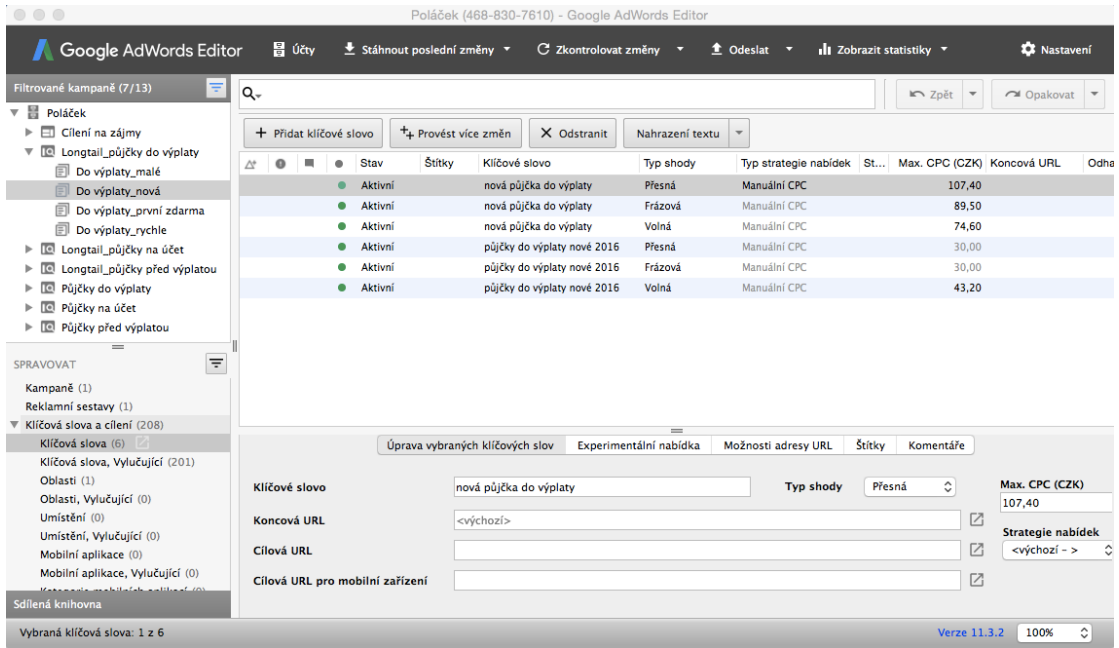 Poláček (468-830-7610) - Google AdWords Editor
Google AdWords Editor
Účty
Stáhnout poslední změny
Zkontrolovat změny
Odeslat
Zobrazit statistiky
Nastavení
Filtrované kampaně (7/13)
Zpět
Opakovat
Poláček
Cílení na zájmy
Longtail_půjčky do výplaty
Do výplaty_malé
Do výplaty_nová
Do výplaty_první zdarma
Do výplaty_rychle
Longtail_půjčky na účet
Longtail_půjčky před výplatou
Půjčky do výplaty
Půjčky na účet
Půjčky před výplatou
Přidat klíčové slovo
Provést více změn
Odstranit
Nahrazení textu
Stav Štítky Klíčové slovo Typ shody Typ strategie nabídek St... Max. CPC (CZK) Koncová URL Odha
Aktivní nová půjčka do výplaty Přesná Manuální CPC 107,40
Aktivní nová půjčka do výplaty Frázová Manuální CPC 89,50
Aktivní nová půjčka do výplaty Volná Manuální CPC 74,60
Aktivní půjčky do výplaty nové 2016 Přesná Manuální CPC 30,00
Aktivní půjčky do výplaty nové 2016 Frázová Manuální CPC 30,00
Aktivní půjčky do výplaty nové 2016 Volná Manuální CPC 43,20
SPRAVOVAT
Kampaně (1)
Reklamní sestavy (1)
Klíčová slova a cílení (208)
Klíčová slova (6)
Klíčová slova, Vylučující (201)
Oblasti (1)
Oblasti, Vylučující (0)
Umístění (0)
Umístění, Vylučující (0)
Mobilní aplikace (0)
Mobilní aplikace, Vylučující (0)
Kategorie mobilních aplikací (0)
Sdílená knihovna
Úprava vybraných klíčových slov
Experimentální nabídka
Možnosti adresy URL
Štítky
Komentáře
Klíčové slovo nová půjčka do výplaty Typ shody Přesná
Koncová URL <výchozí>
Cílová URL
Cílová URL pro mobilní zařízení
Max. CPC (CZK)
107,40
Strategie nabídek
<výchozí - >
Vybraná klíčová slova: 1 z 6
Verze 11.3.2
100%